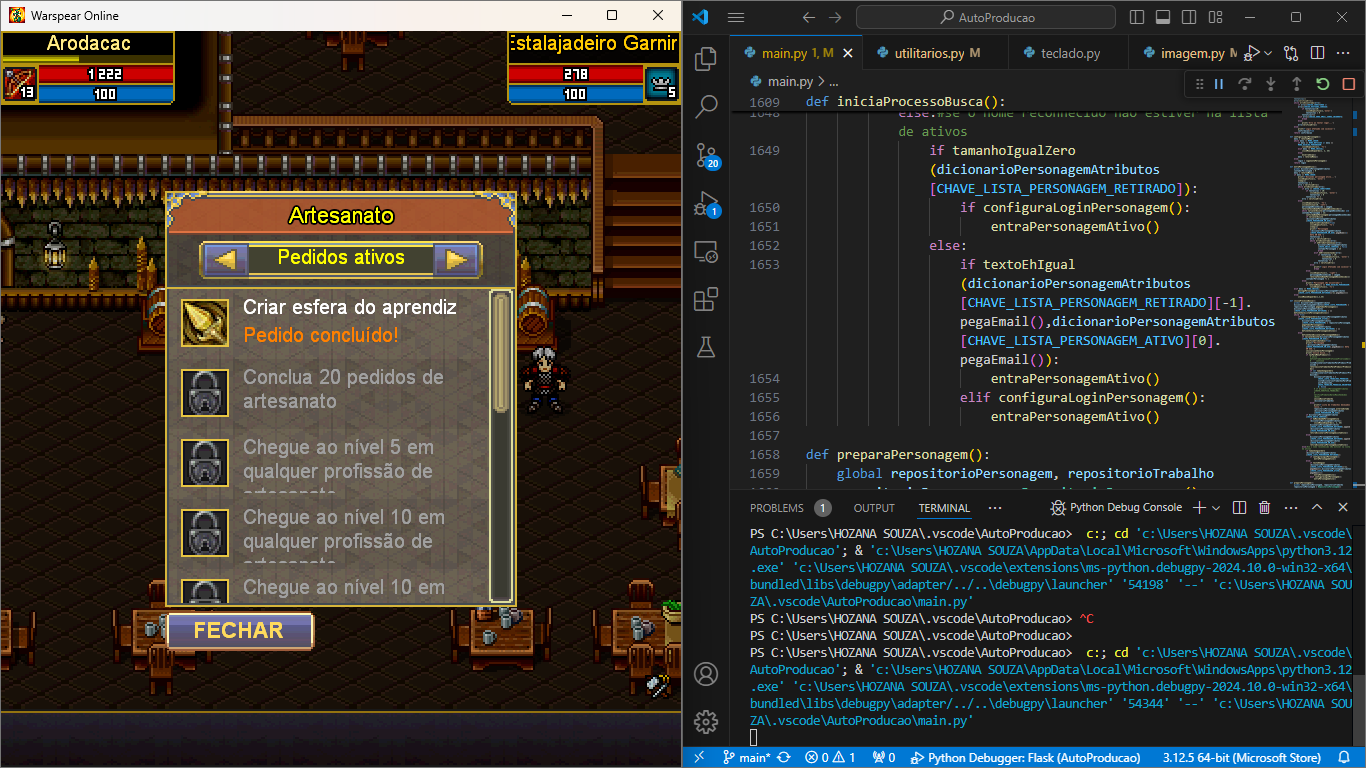 Warspear Online
Arodacac
1 222
100
13
Estalajadeiro Garnir
278
100
5
Artesanato
Pedidos ativos
Criar esfera do aprendiz
Pedido concluído!
Conclua 20 pedidos de
artesanato
Chegue ao nível 5 em
qualquer profissão de
artesanato
Chegue ao nível 10 em
qualquer profissão de
artesanato
Chegue ao nível 10 em
FECHAR
AutoProducao
main.py 1, M
utilitarios.py M
teclado.py
imagem.py M
main.py > ...
1609 def iniciaProcessoBusca():
1648 else:#se o nome reconhecido não estiver na lista
de ativos
1649 if tamanhoIgualZero
(dicionarioPersonagemAtributos
[CHAVE_LISTA_PERSONAGEM_RETIRADO]):
1650 if configuraLoginPersonagem():
1651 entraPersonagemAtivo()
1652 else:
1653 if textoEhIgual
(dicionarioPersonagemAtributos
[CHAVE_LISTA_PERSONAGEM_RETIRADO][-1].
pegaEmail(),dicionarioPersonagemAtributos
[CHAVE_LISTA_PERSONAGEM_ATIVO][0].
pegaEmail()):
1654 entraPersonagemAtivo()
1655 elif configuraLoginPersonagem():
1656 entraPersonagemAtivo()
1657
1658 def preparaPersonagem():
1659 global repositorioPersonagem, repositorioTrabalho
20
1
PROBLEMS 1 OUTPUT TERMINAL ... Python Debug Console
PS C:\Users\HOZANA SOUZA\.vscode\AutoProducao> c:; cd 'c:\Users\HOZANA SOUZA\.vscode\
AutoProducao'; & 'c:\Users\HOZANA SOUZA\AppData\Local\Microsoft\WindowsApps\python3.12
.exe' 'c:\Users\HOZANA SOUZA\.vscode\extensions\ms-python.debugpy-2024.10.0-win32-x64\
bundled\libs\debugpy\adapter/../..\debugpy\launcher' '54198' '--' 'C:\Users\HOZANA SOU
ZA\.vscode\AutoProducao\main.py'
PS C:\Users\HOZANA SOUZA\.vscode\AutoProducao> ^C
PS C:\Users\HOZANA SOUZA\.vscode\AutoProducao>
PS C:\Users\HOZANA SOUZA\.vscode\AutoProducao> c:; cd 'c:\Users\HOZANA SOUZA\.vscode\
AutoProducao'; & 'c:\Users\HOZANA SOUZA\AppData\Local\Microsoft\WindowsApps\python3.12
.exe' 'c:\Users\HOZANA SOUZA\.vscode\extensions\ms-python.debugpy-2024.10.0-win32-x64\
bundled\libs\debugpy\adapter/../..\debugpy\launcher' '54344' '--' 'C:\Users\HOZANA SOU
ZA\.vscode\AutoProducao\main.py'
main* 0 1 0 Python Debugger: Flask (AutoProducao) 3.12.5 64-bit (Microsoft Store)